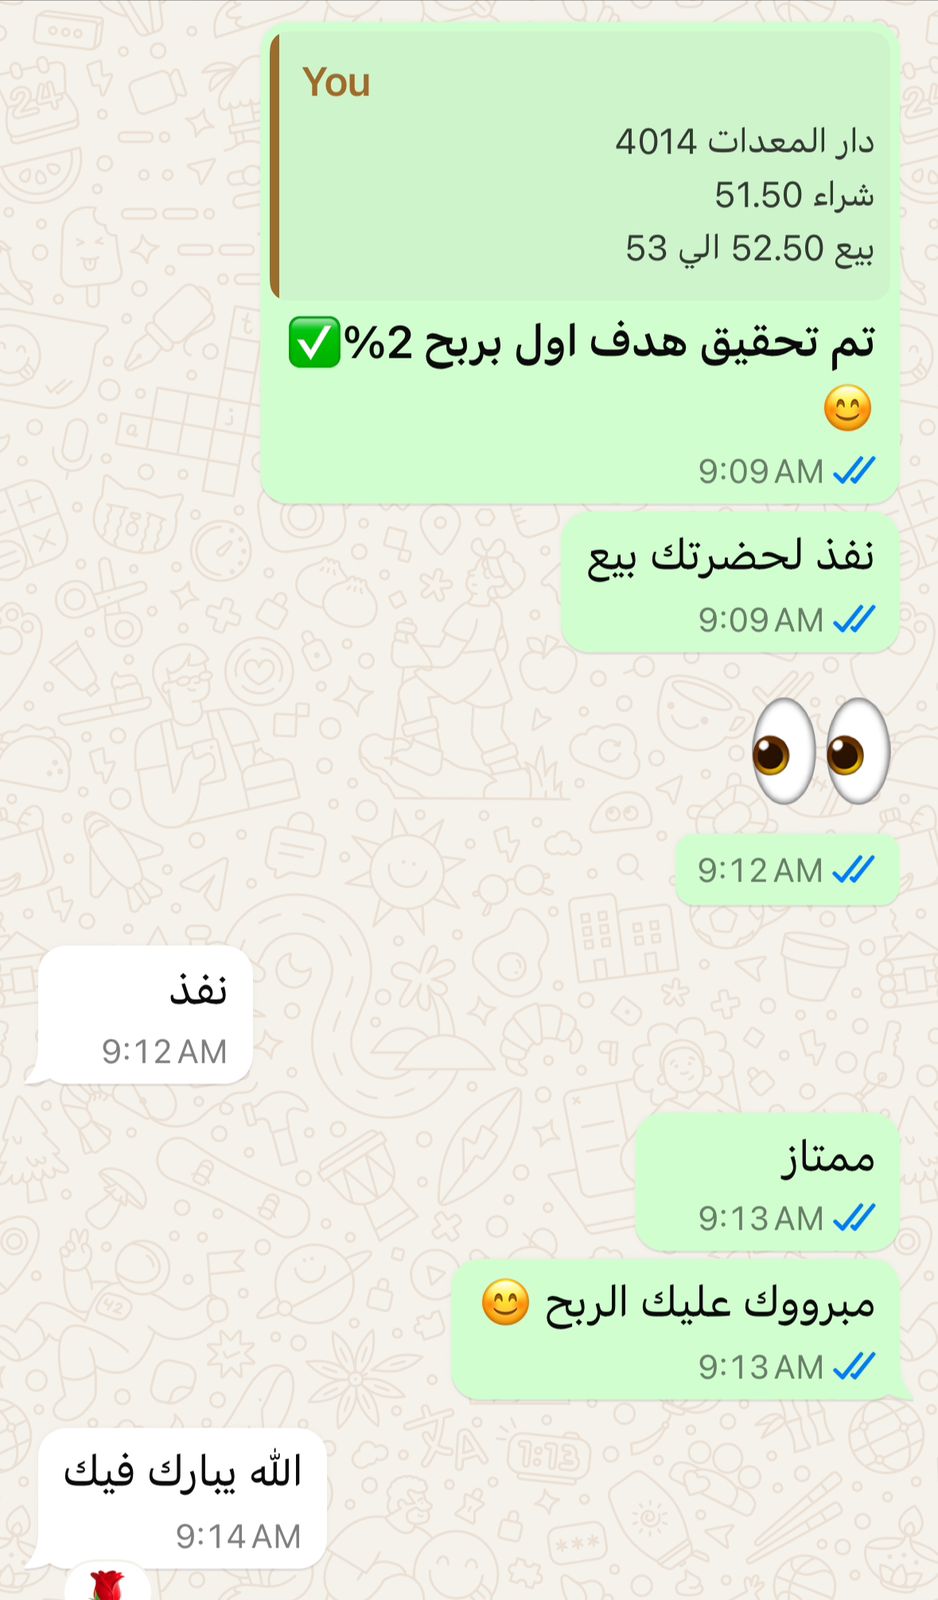 You
دار المعدات 4014
شراء 51.50
بيع 52.50 الي 53
تم تحقيق هدف اول بربح 2%✅
😊
9:09 AM
نفذ لحضرتك بيع
9:09 AM
👀
9:12 AM
نفذ
9:12 AM
ممتاز
9:13 AM
مبرووك عليك الربح 😊
9:13 AM
الله يبارك فيك
9:14 AM
🌹